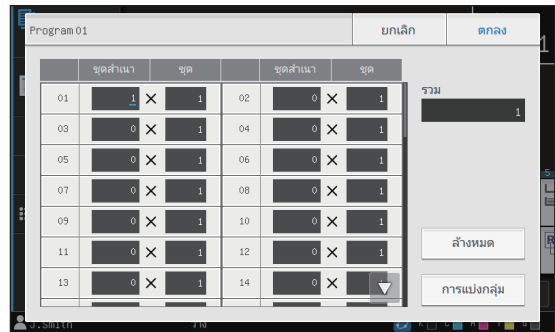 Program 01 ยกเลิก ตกลง
ชุดสำเนา ชุด ชุดสำเนา ชุด
01 1 × 1 02 0 × 1
รวม
1
03 0 × 1 04 0 × 1
05 0 × 1 06 0 × 1
07 0 × 1 08 0 × 1
09 0 × 1 10 0 × 1
11 0 × 1 12 0 × 1
ล้างหมด
13 0 × 1 14 0 ×
การแบ่งกลุ่ม
J.Smith ว่าง